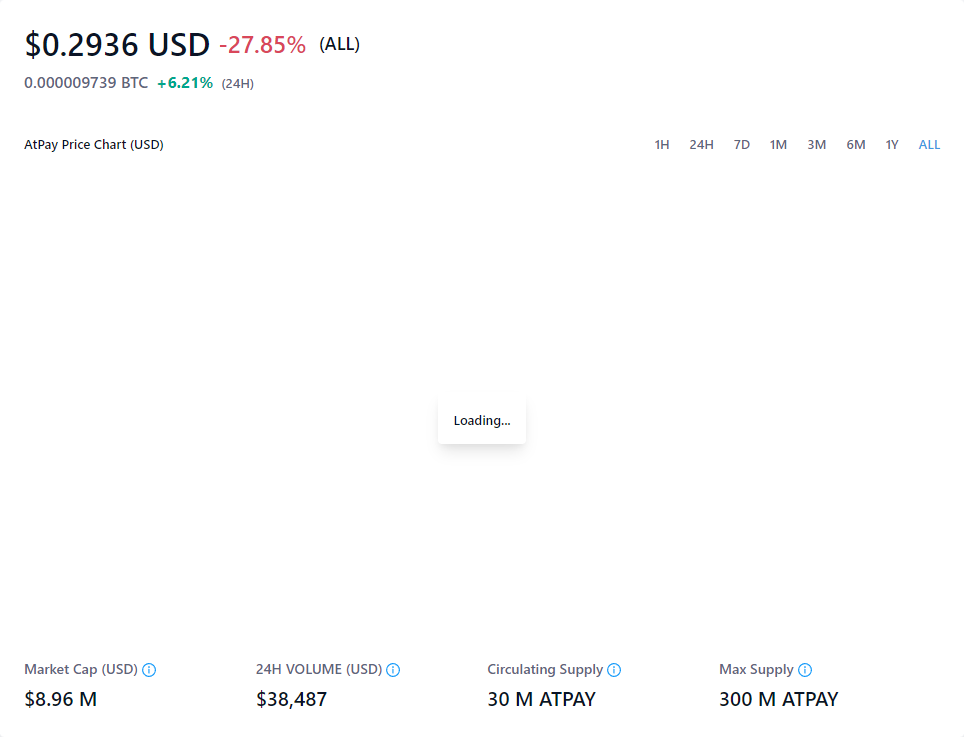 $0.2936 USD -27.85% (ALL)
0.000009739 BTC +6.21% (24H)
AtPay Price Chart (USD) 1H 24H 7D 1M 3M 6M 1Y ALL
Loading...
Market Cap (USD) 24H VOLUME (USD) Circulating Supply Max Supply
$8.96 M $38,487 30 M ATPAY 300 M ATPAY